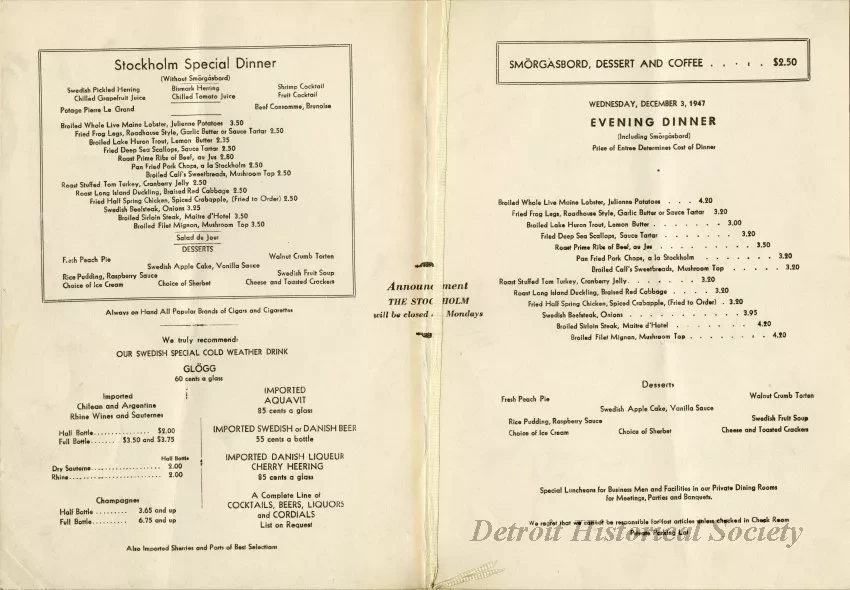 Stockholm Special Dinner
(Without Smörgåsbord)
Swedish Pickled Herring Bismark Herring Shrimp Cocktail
Chilled Grapefruit Juice Chilled Tomato Juice Fruit Cocktail
Potage Pierre Le Grand Beef Consomme, Brunoise
Broiled Whole Live Maine Lobster, Julienne Potatoes 3.50
Fried Frog Legs, Roadhouse Style, Garlic Butter or Sauce Tartar 2.50
Broiled Lake Huron Trout, Lemon Butter 2.35
Fried Deep Sea Scallops, Sauce Tartar 2.50
Roast Prime Ribs of Beef, au Jus 2.80
Pan Fried Pork Chops, a la Stockholm 2.50
Broiled Calf's Sweetbreads, Mushroom Top 2.50
Roast Stuffed Tom Turkey, Cranberry Jelly 2.50
Roast Long Island Duckling, Braised Red Cabbage 2.50
Fried Half Spring Chicken, Spiced Crabapple, (Fried to Order) 2.50
Swedish Beefsteak, Onions 3.25
Broiled Sirloin Steak, Maitre d'Hotel 3.50
Broiled Filet Mignon, Mushroom Top 3.50
Salad de Jour
DESSERTS
Fresh Peach Pie Walnut Crumb Torten
Swedish Apple Cake, Vanilla Sauce
Rice Pudding, Raspberry Sauce Swedish Fruit Soup
Choice of Ice Cream Choice of Sherbet Cheese and Toasted Crackers
Always on Hand All Popular Brands of Cigars and Cigarettes
We truly recommend:
OUR SWEDISH SPECIAL COLD WEATHER DRINK
GLÖGG
60 cents a glass
Imported
Chilean and Argentine
Rhine Wines and Sauternes
Half Bottle............... $2.00
Full Bottle....... $3.50 and $3.75
Half Bottle
Dry Sauterne.................... 2.00
Rhine............................ 2.00
Champagnes
Half Bottle ......... 3.65 and up
Full Bottle.......... 6.75 and up
IMPORTED
AQUAVIT
85 cents a glass
IMPORTED SWEDISH or DANISH BEER
55 cents a bottle
IMPORTED DANISH LIQUEUR
CHERRY HEERING
85 cents a glass
A Complete Line of
COCKTAILS, BEERS, LIQUORS
and CORDIALS
List on Request
Also Imported Sherries and Ports of Best Selections
Announcement
THE STOCKHOLM
will be closed Mondays
SMÖRGÅSBORD, DESSERT AND COFFEE . . . . . $2.50
WEDNESDAY, DECEMBER 3, 1947
EVENING DINNER
(Including Smörgåsbord)
Price of Entree Determines Cost of Dinner
Broiled Whole Live Maine Lobster, Julienne Potatoes . . . 4.20
Fried Frog Legs, Roadhouse Style, Garlic Butter or Sauce Tartar 3.20
Broiled Lake Huron Trout, Lemon Butter . . . . . . . 3.00
Fried Deep Sea Scallops, Sauce Tartar . . . . . . . 3.20
Roast Prime Ribs of Beef, au Jus . . . . . . . . . 3.50
Pan Fried Pork Chops, a la Stockholm . . . . . . . 3.20
Broiled Calf's Sweetbreads, Mushroom Top . . . . . 3.20
Roast Stuffed Tom Turkey, Cranberry Jelly . . . . . . . 3.20
Roast Long Island Duckling, Braised Red Cabbage . . . . 3.20
Fried Half Spring Chicken, Spiced Crabapple, (Fried to Order) . 3.20
Swedish Beefsteak, Onions . . . . . . . . . . 3.95
Broiled Sirloin Steak, Maitre d'Hotel . . . . . . . 4.20
Broiled Filet Mignon, Mushroom Top . . . . . . . 4.20
Desserts
Fresh Peach Pie Walnut Crumb Torten
Swedish Apple Cake, Vanilla Sauce
Rice Pudding, Raspberry Sauce Swedish Fruit Soup
Choice of Ice Cream Choice of Sherbet Cheese and Toasted Crackers
Special Luncheons for Business Men and Facilities in our Private Dining Rooms
for Meetings, Parties and Banquets.
We regret that we cannot be responsible for lost articles unless checked in Check Room
Private Parking Lot
Detroit Historical Society